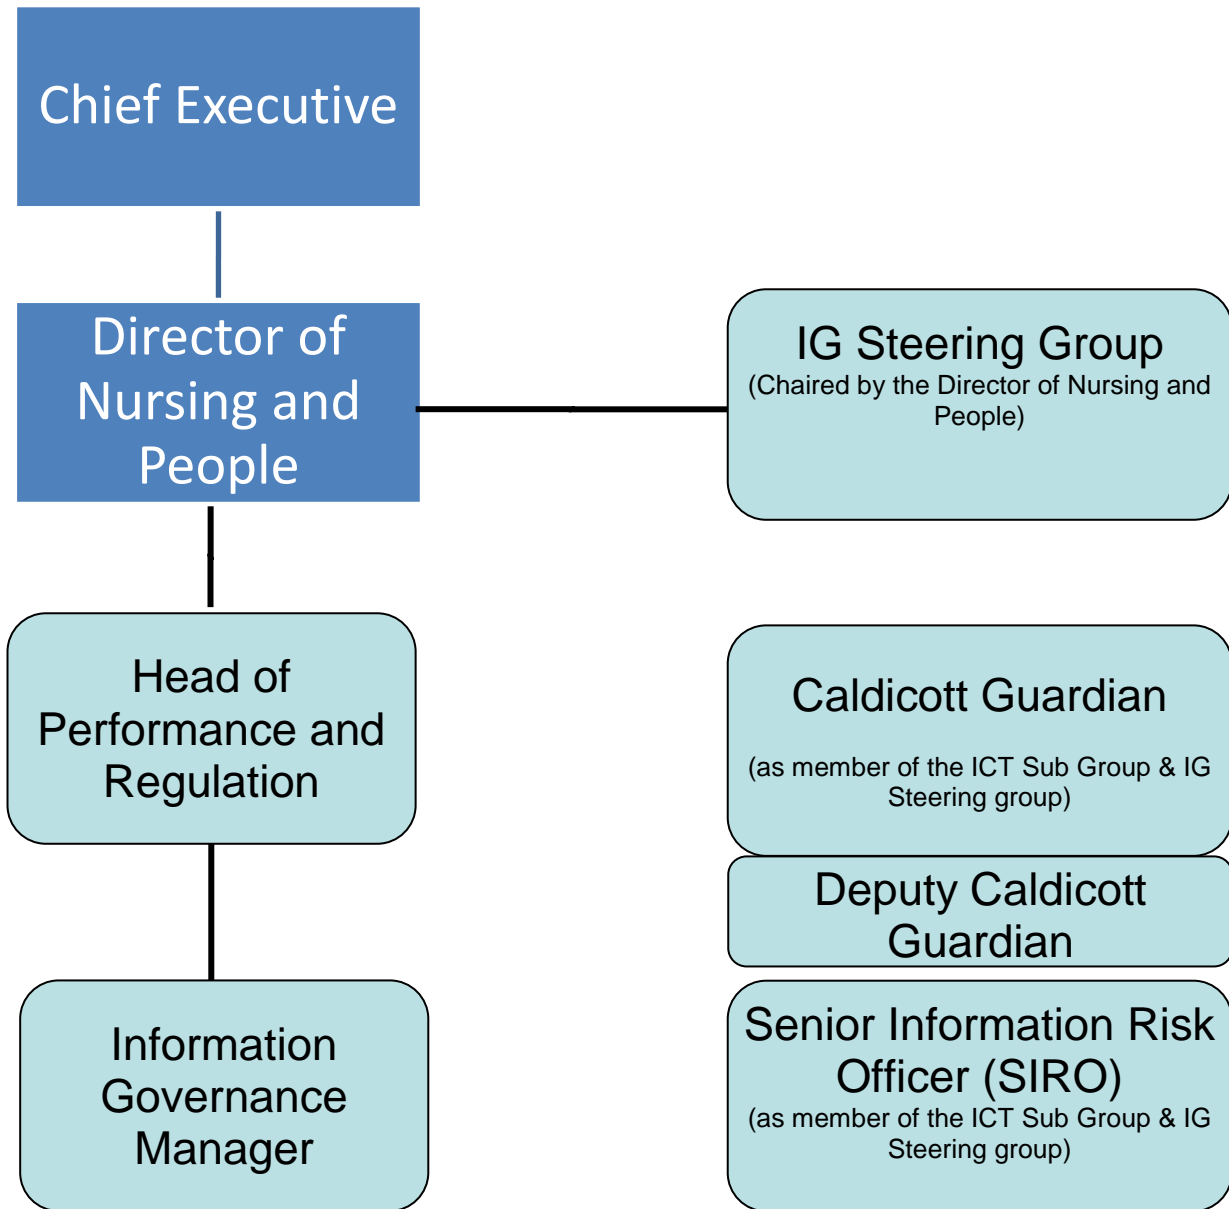 Chief Executive
Director of
Nursing and
People
IG Steering Group
(Chaired by the Director of Nursing and
People)
Head of
Performance and
Regulation
Caldicott Guardian
(as member of the ICT Sub Group & IG
Steering group)
Deputy Caldicott
Guardian
Information
Governance
Manager
Senior Information Risk
Officer (SIRO)
(as member of the ICT Sub Group & IG
Steering group)